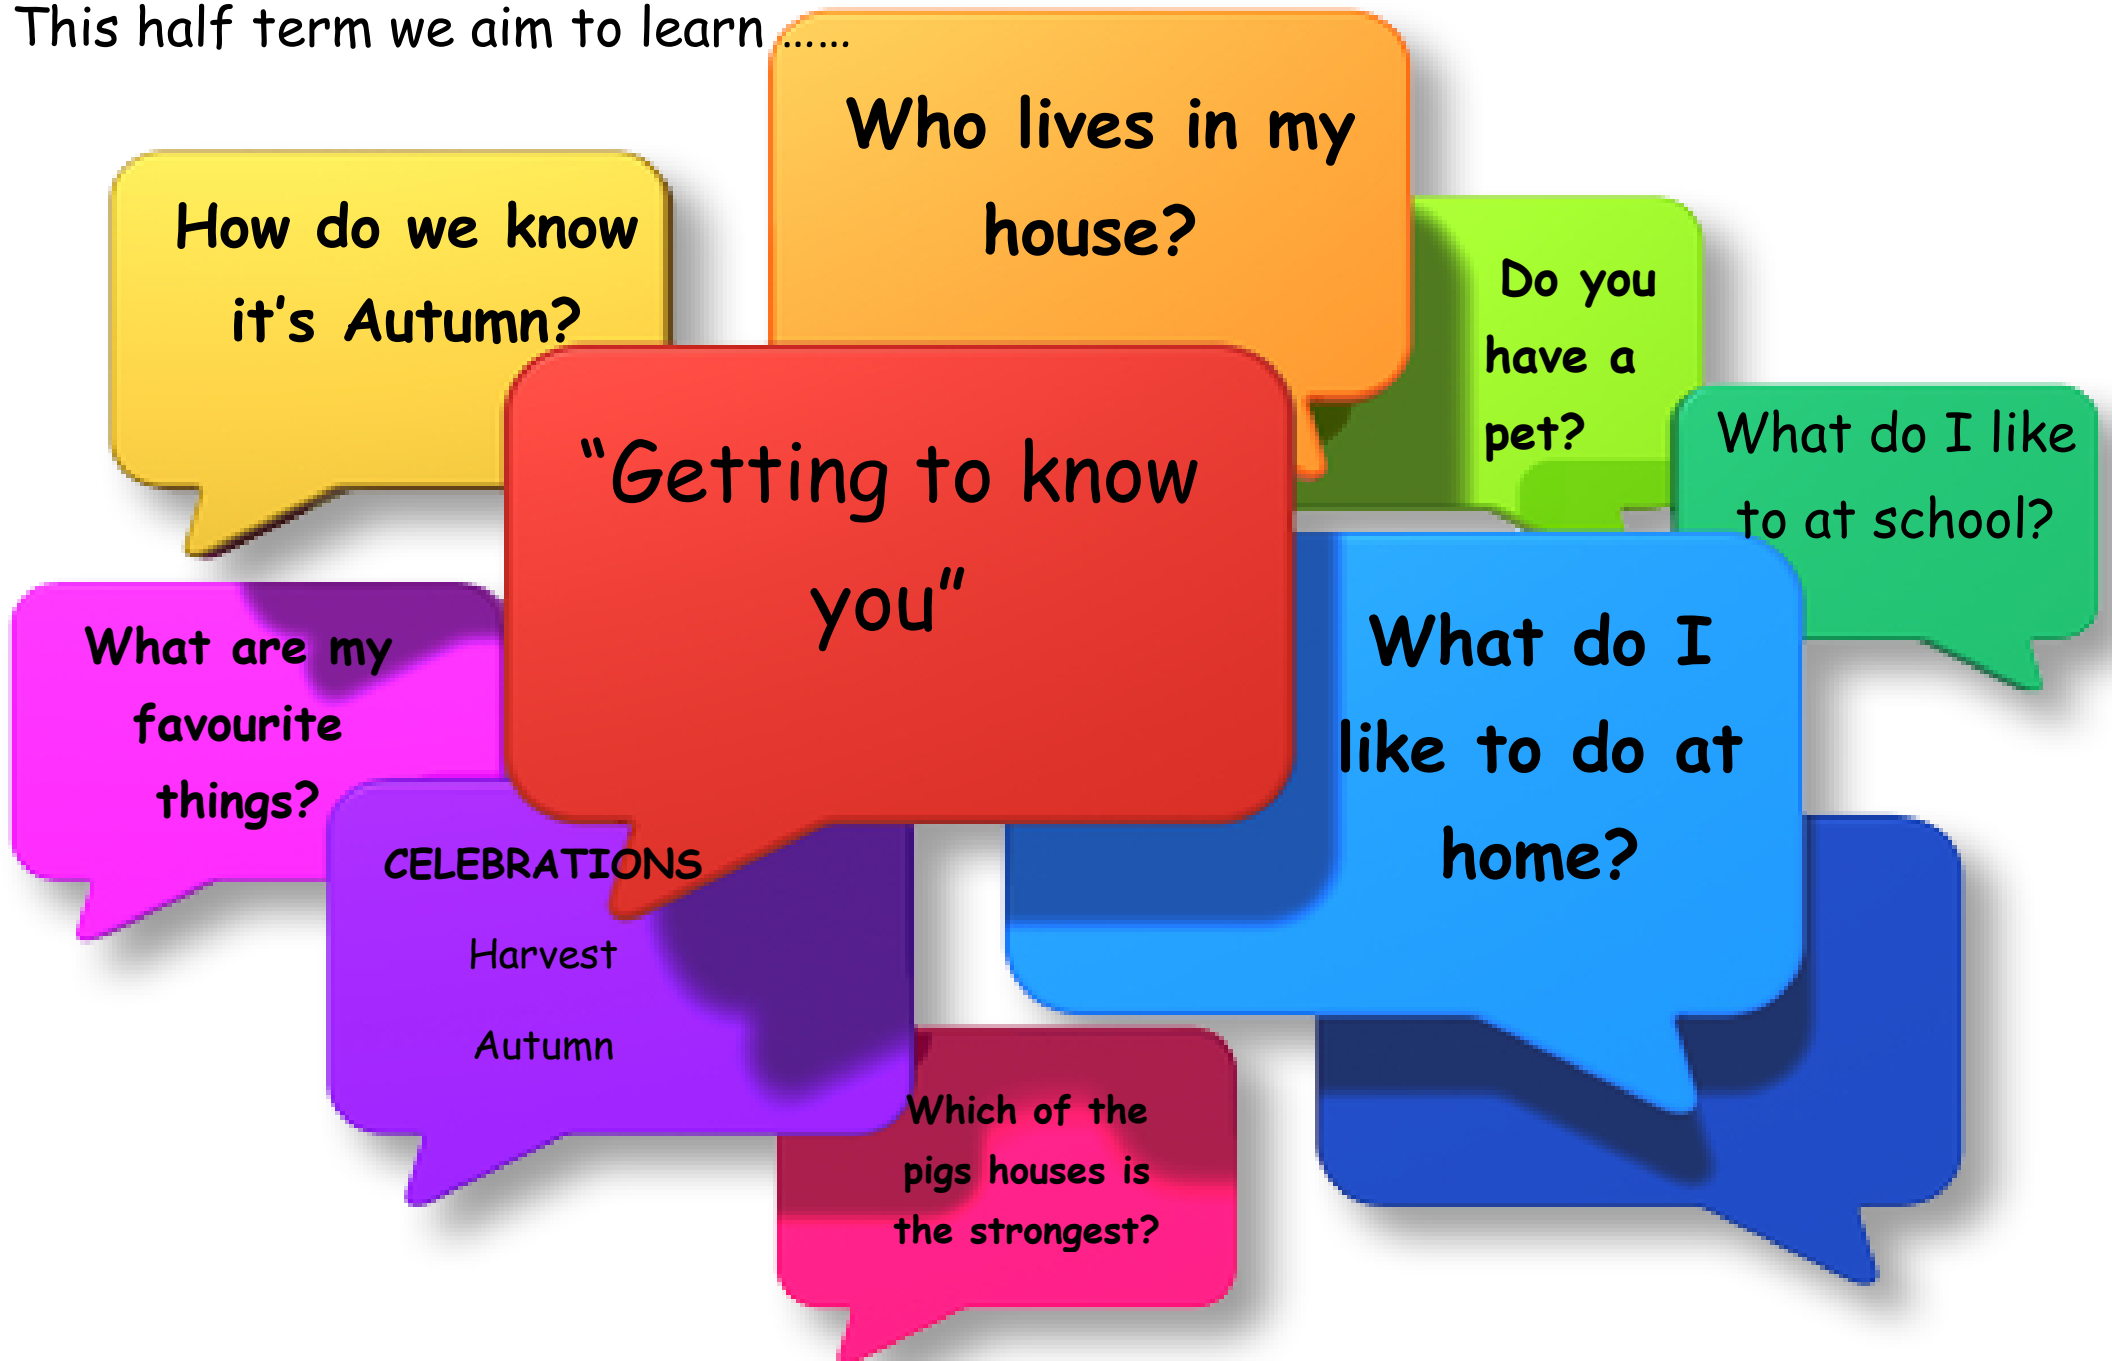 This half term we aim to learn ......
Who lives in my
house?
How do we know
it's Autumn?
Do you
have a
pet?
What do I like
to at school?
"Getting to know
you"
What do I
like to do at
home?
What are my
favourite
things?
CELEBRATIONS
Harvest
Autumn
Which of the
pigs houses is
the strongest?